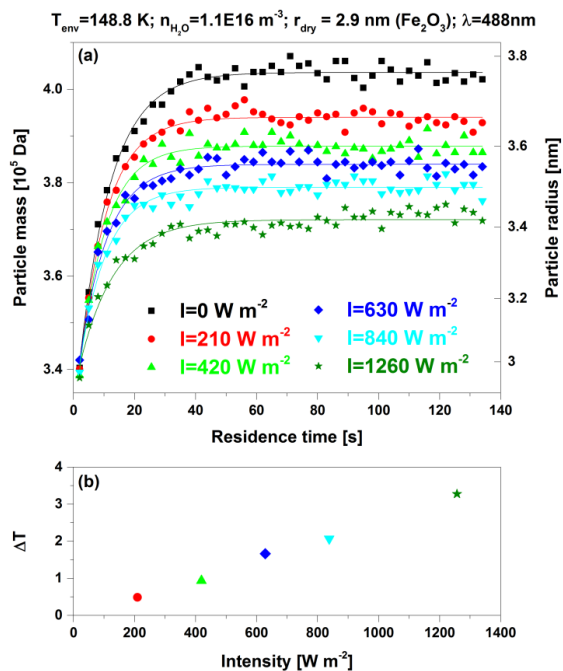 T_env=148.8 K; n_H₂O=1.1E16 m⁻³; r_dry = 2.9 nm (Fe₂O₃); λ=488nm
(a)
4.0
3.8
3.6
3.4
Particle mass [10⁵ Da]
3.8
3.6
3.4
3.2
3
Particle radius [nm]
I=0 W m⁻²
I=210 W m⁻²
I=420 W m⁻²
I=630 W m⁻²
I=840 W m⁻²
I=1260 W m⁻²
0 20 40 60 80 100 120 140
Residence time [s]
(b)
4
3
2
1
0
ΔT
0 200 400 600 800 1000 1200 1400
Intensity [W m⁻²]